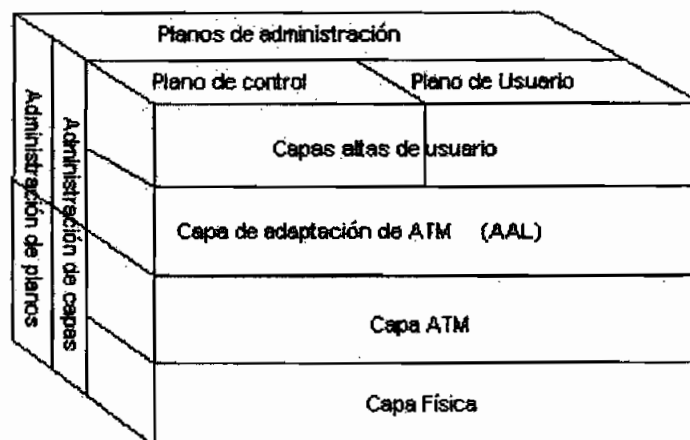 Planos de administración
Plano de control
Plano de Usuario
Administración de planos
Administración de capas
Capas altas de usuario
Capa de adaptación de ATM (AAL)
Capa ATM
Capa Física